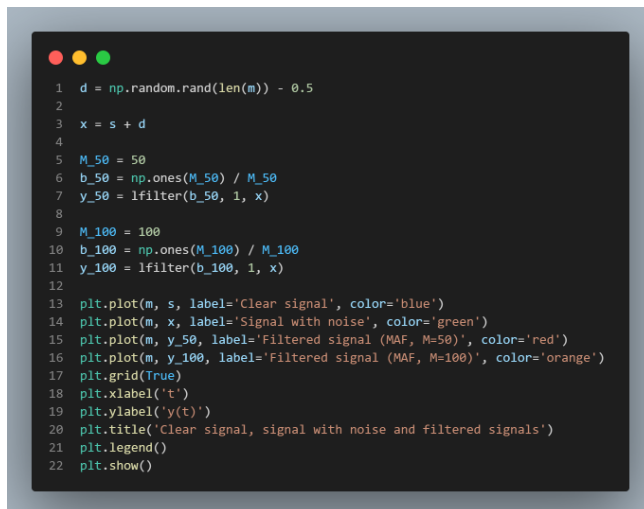 1 d = np.random.rand(len(m)) - 0.5
2
3 x = s + d
4
5 M_50 = 50
6 b_50 = np.ones(M_50) / M_50
7 y_50 = lfilter(b_50, 1, x)
8
9 M_100 = 100
10 b_100 = np.ones(M_100) / M_100
11 y_100 = lfilter(b_100, 1, x)
12
13 plt.plot(m, s, label='Clear signal', color='blue')
14 plt.plot(m, x, label='Signal with noise', color='green')
15 plt.plot(m, y_50, label='Filtered signal (MAF, M=50)', color='red')
16 plt.plot(m, y_100, label='Filtered signal (MAF, M=100)', color='orange')
17 plt.grid(True)
18 plt.xlabel('t')
19 plt.ylabel('y(t)')
20 plt.title('Clear signal, signal with noise and filtered signals')
21 plt.legend()
22 plt.show()